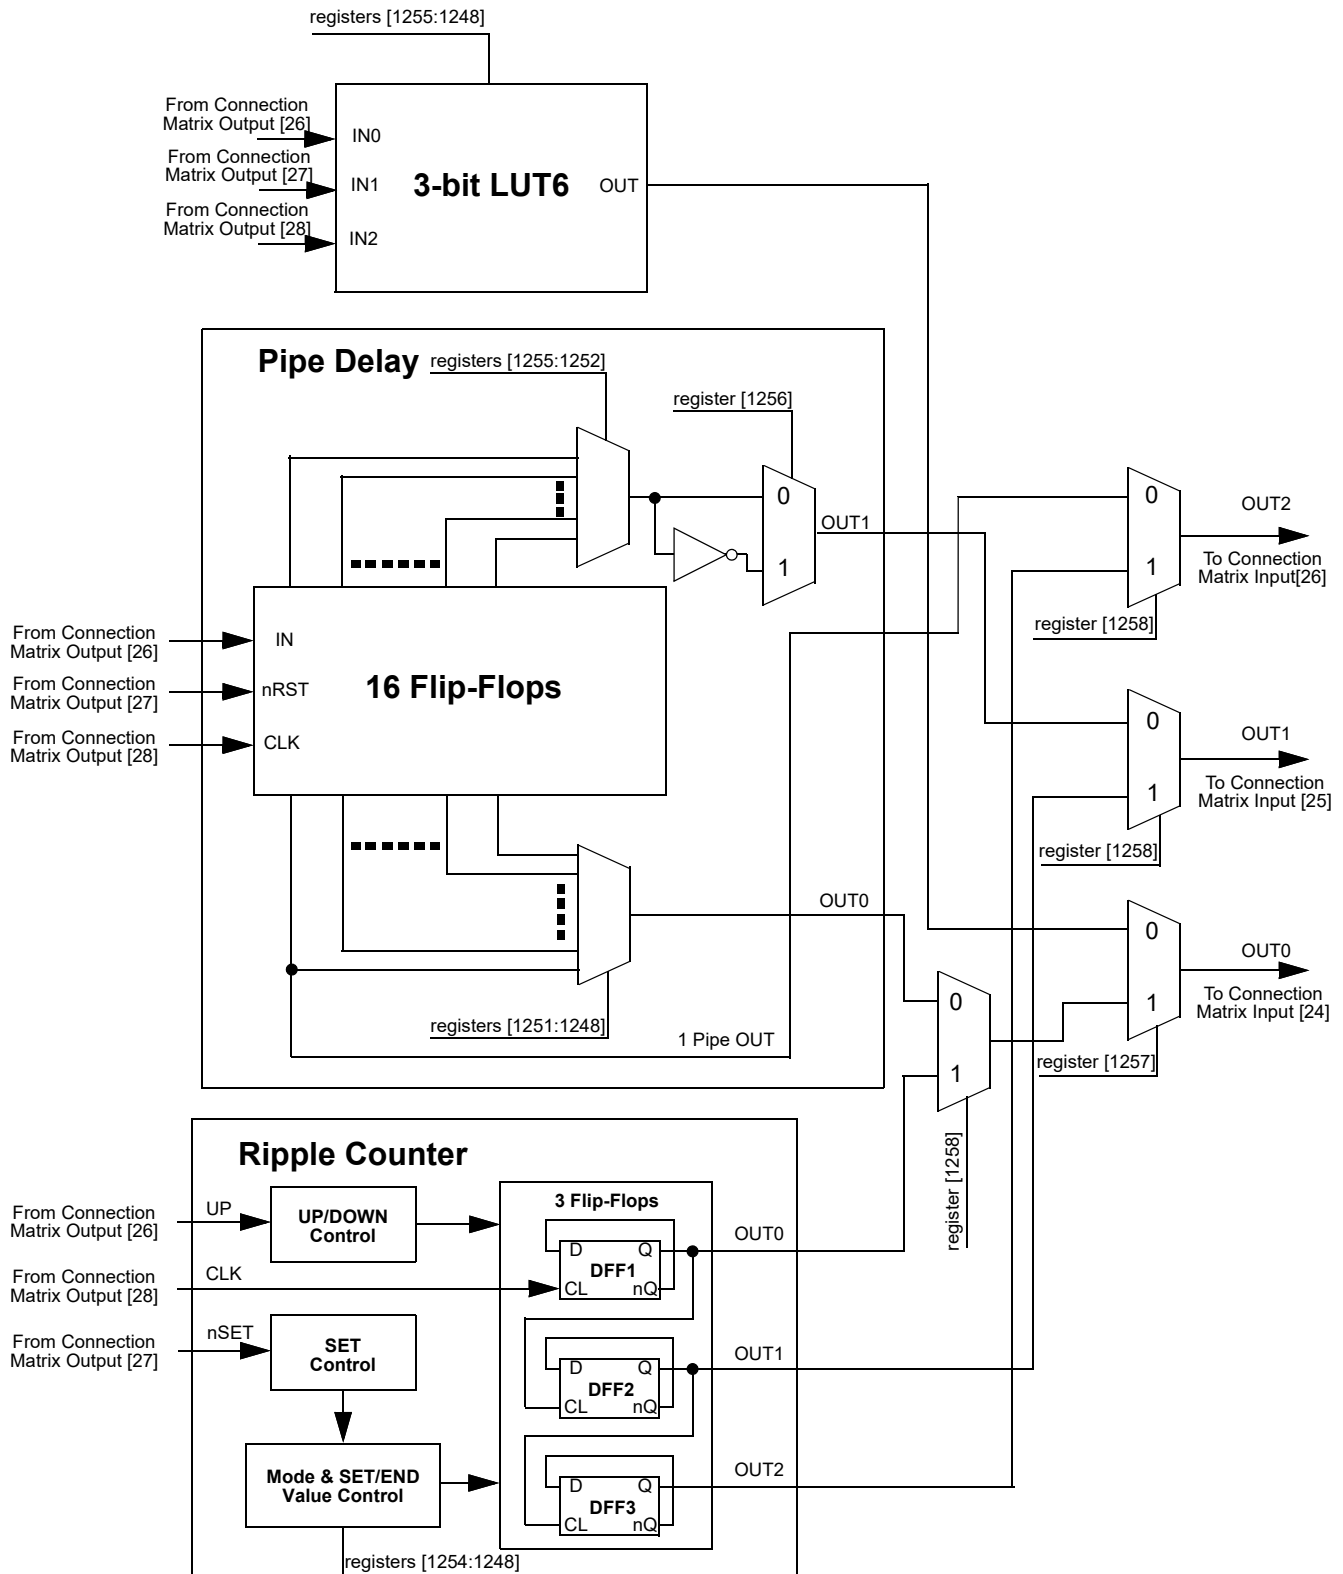 registers [1255:1248]
From Connection
Matrix Output [26]
IN0
From Connection
Matrix Output [27]
IN1
3-bit LUT6
OUT
From Connection
Matrix Output [28]
IN2
Pipe Delay
registers [1255:1252]
register [1256]
0
1
OUT1
0
1
OUT2
To Connection
Matrix Input[26]
register [1258]
From Connection
Matrix Output [26]
IN
From Connection
Matrix Output [27]
nRST
16 Flip-Flops
From Connection
Matrix Output [28]
CLK
0
1
OUT1
To Connection
Matrix Input [25]
register [1258]
OUT0
registers [1251:1248]
1 Pipe OUT
0
1
register [1258]
0
1
OUT0
To Connection
Matrix Input [24]
register [1257]
Ripple Counter
From Connection
Matrix Output [26]
UP
UP/DOWN
Control
3 Flip-Flops
D
Q
DFF1
CL
nQ
OUT0
From Connection
Matrix Output [28]
CLK
From Connection
Matrix Output [27]
nSET
SET
Control
D
Q
DFF2
CL
nQ
OUT1
Mode & SET/END
Value Control
D
Q
DFF3
CL
nQ
OUT2
registers [1254:1248]